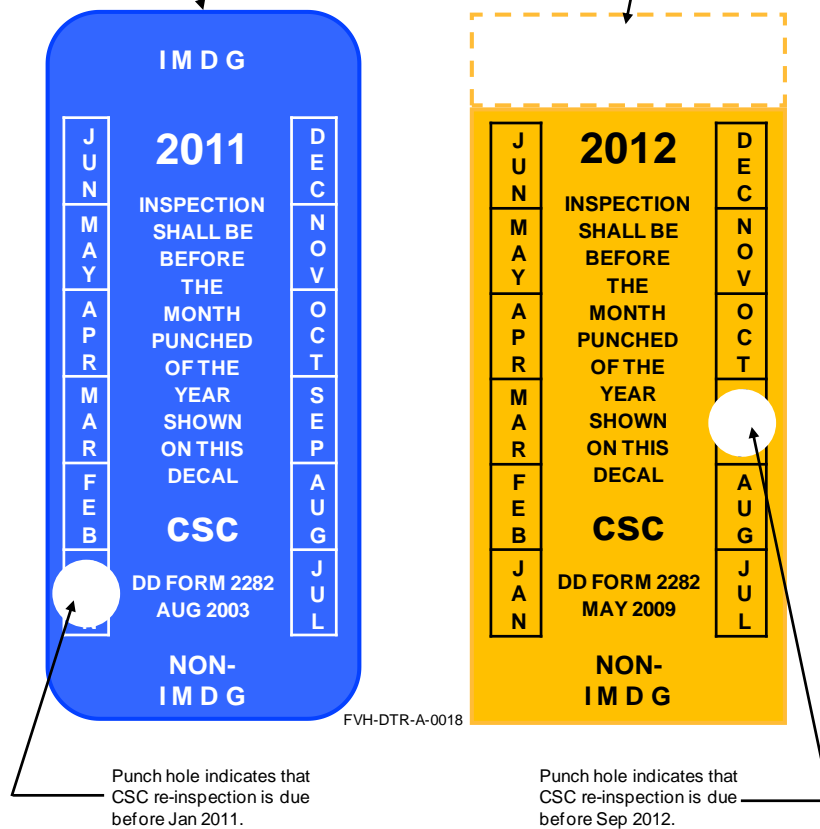 IMDG
2011
INSPECTION
SHALL BE
BEFORE
THE
MONTH
PUNCHED
OF THE
YEAR
SHOWN
ON THIS
DECAL
CSC
DD FORM 2282
AUG 2003
NON-
IMDG
JUN
MAY
APR
MAR
FEB
N
DEC
NOV
OCT
SEP
AUG
JUL
2012
INSPECTION
SHALL BE
BEFORE
THE
MONTH
PUNCHED
OF THE
YEAR
SHOWN
ON THIS
DECAL
CSC
DD FORM 2282
MAY 2009
NON-
IMDG
JUN
MAY
APR
MAR
FEB
JAN
DEC
NOV
OCT
AUG
JUL
FVH-DTR-A-0018
Punch hole indicates that
CSC re-inspection is due
before Jan 2011.
Punch hole indicates that
CSC re-inspection is due
before Sep 2012.